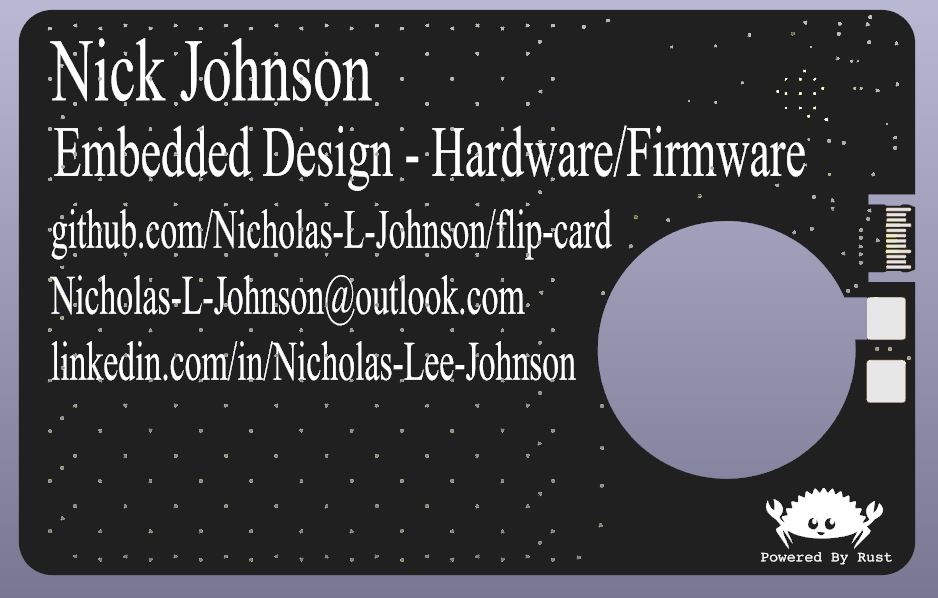 Nick Johnson
Embedded Design - Hardware/Firmware
github.com/Nicholas-L-Johnson/flip-card
Nicholas-L-Johnson@outlook.com
linkedin.com/in/Nicholas-Lee-Johnson
Powered By Rust